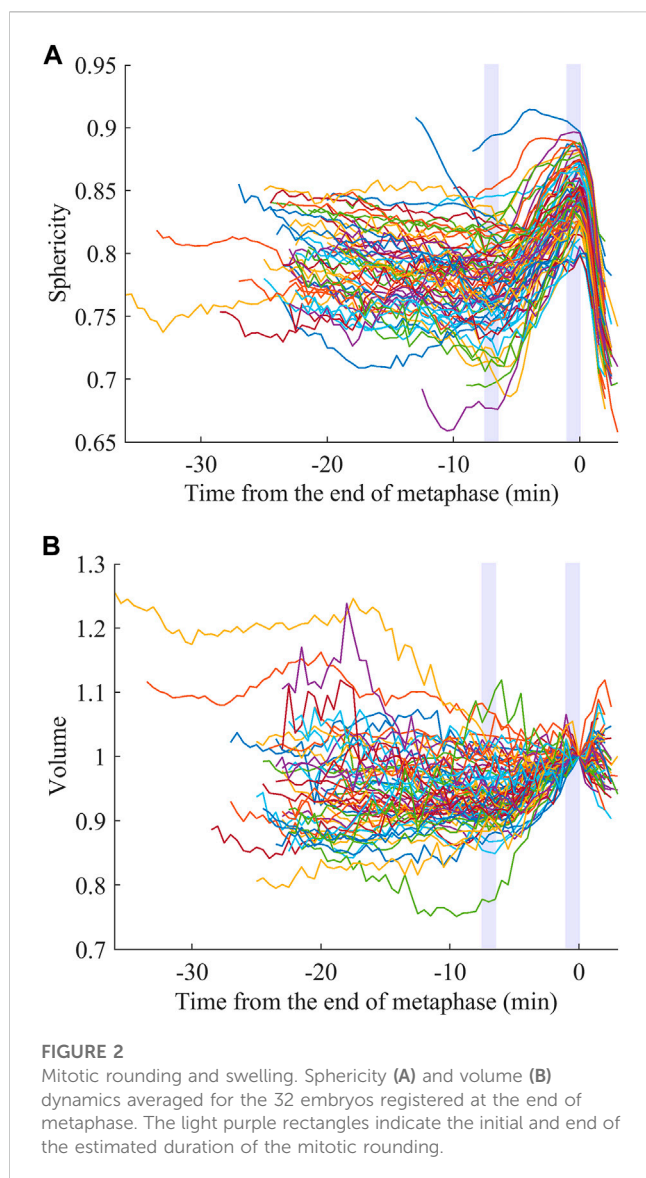 A
0.95
0.9
0.85
0.8
0.75
0.7
0.65
Sphericity
-30 -20 -10 0
Time from the end of metaphase (min)
B
1.3
1.2
1.1
1
0.9
0.8
0.7
Volume
-30 -20 -10 0
Time from the end of metaphase (min)
FIGURE 2
Mitotic rounding and swelling. Sphericity (A) and volume (B)
dynamics averaged for the 32 embryos registered at the end of
metaphase. The light purple rectangles indicate the initial and end of
the estimated duration of the mitotic rounding.